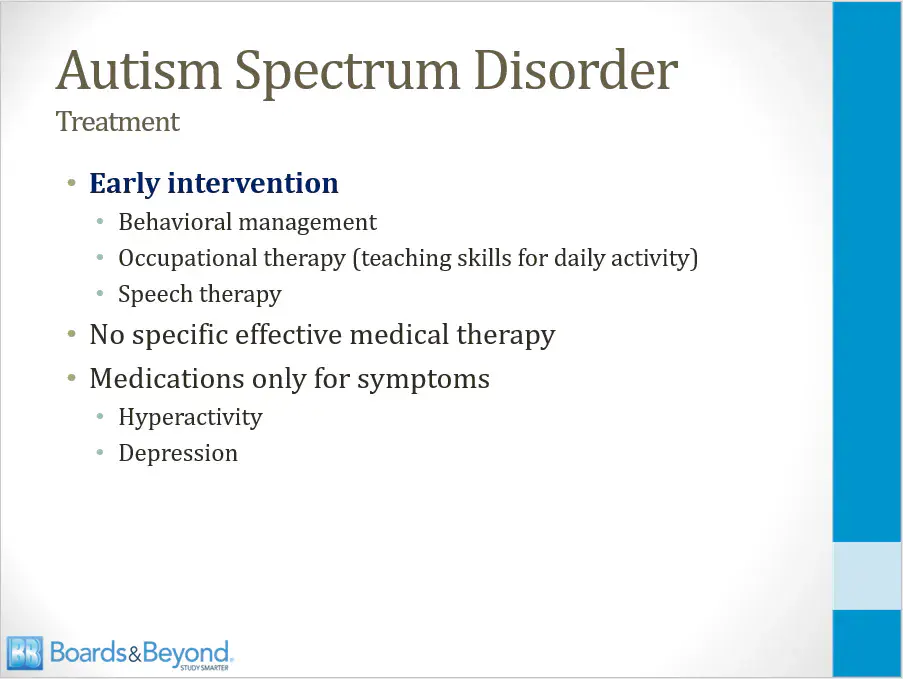 Autism Spectrum Disorder
Treatment
• Early intervention
• Behavioral management
• Occupational therapy (teaching skills for daily activity)
• Speech therapy
• No specific effective medical therapy
• Medications only for symptoms
• Hyperactivity
• Depression
BB Boards&Beyond.
STUDY SMARTER